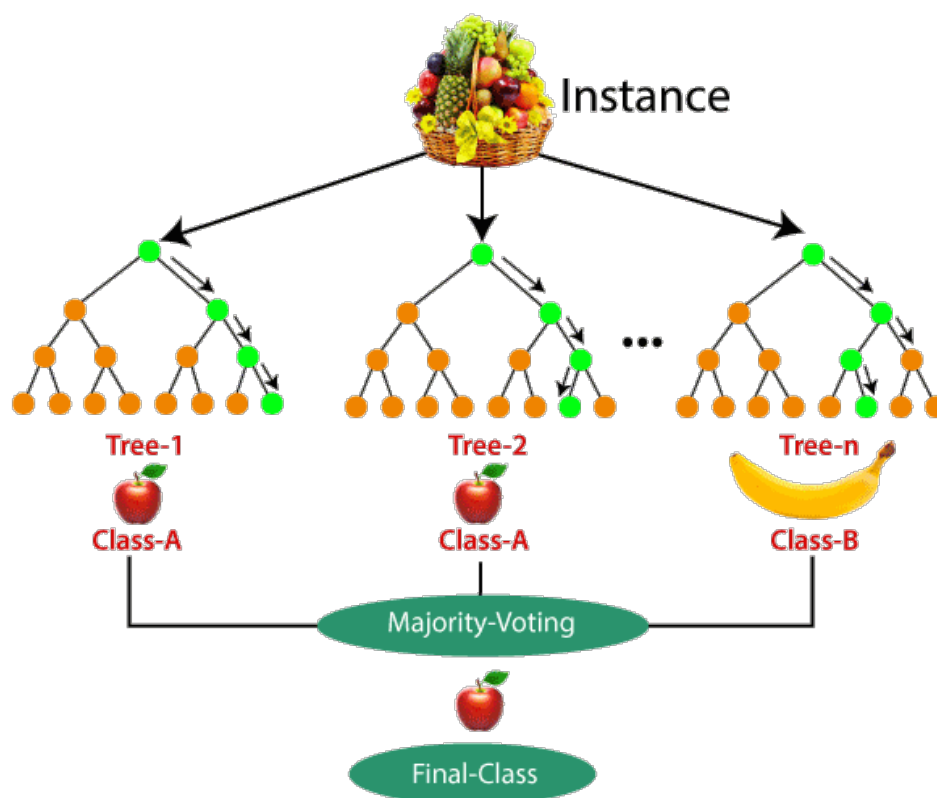 Instance
...
Tree-1
Tree-2
Tree-n
Class-A
Class-A
Class-B
Majority-Voting
Final-Class